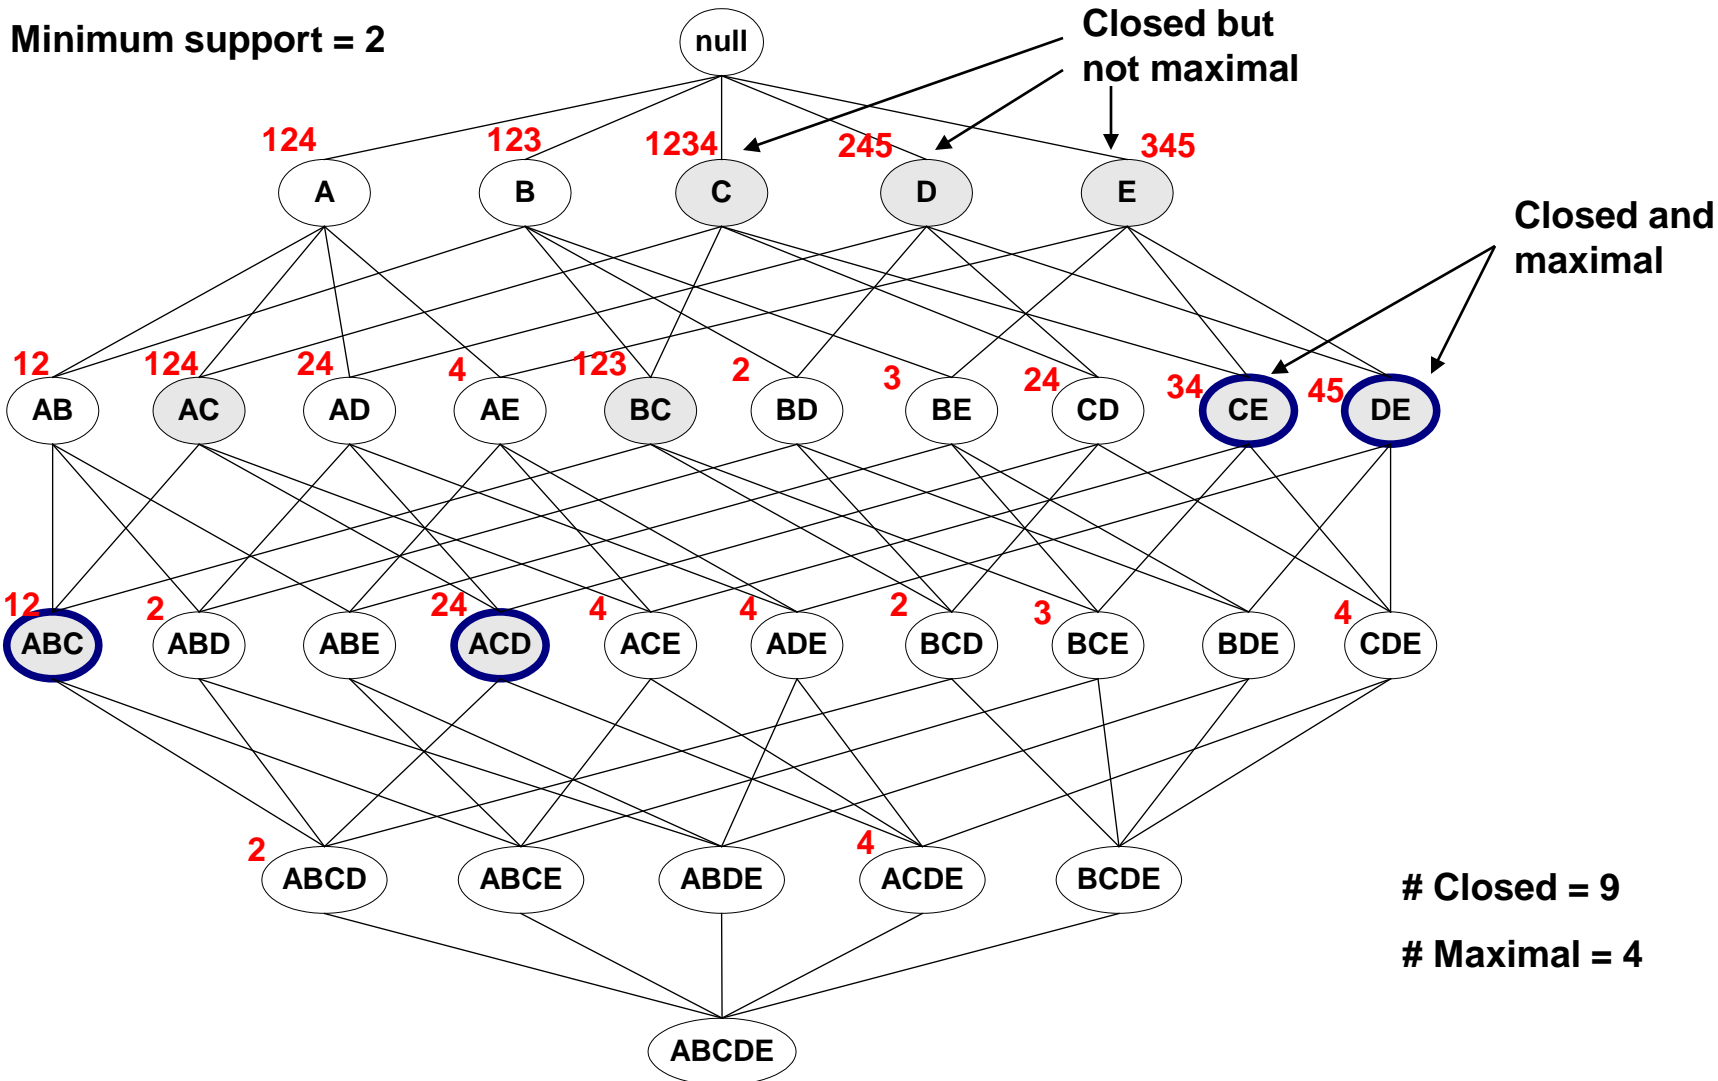 Minimum support = 2
null
Closed but
not maximal
124 123 1234 245 345
A B C D E
Closed and
maximal
12 124 24 4 123 2 3 24 34 45
AB AC AD AE BC BD BE CD CE DE
12 2 24 4 4 2 3 4
ABC ABD ABE ACD ACE ADE BCD BCE BDE CDE
2 4
ABCD ABCE ABDE ACDE BCDE
# Closed = 9
# Maximal = 4
ABCDE